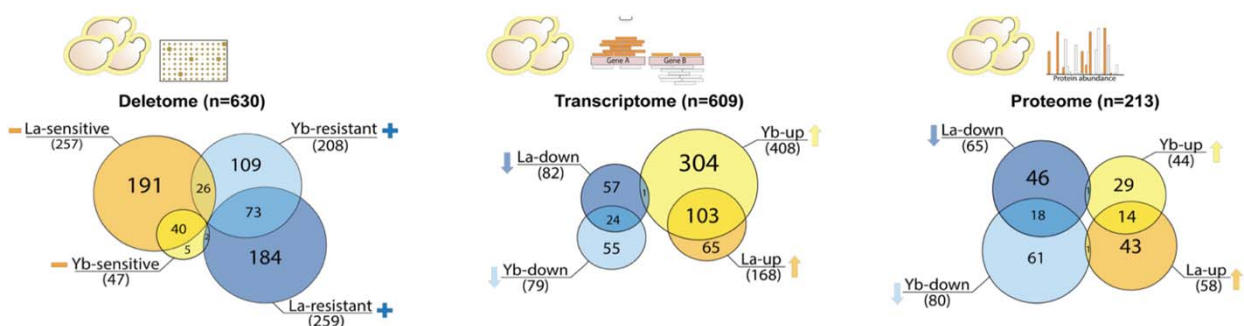 Gene A
Gene B
Protein abundance
Deletome (n=630)
Transcriptome (n=609)
Proteome (n=213)
La-sensitive
(257)
Yb-resistant
(208)
191
109
26
73
40
2
5
184
Yb-sensitive
(47)
La-resistant
(259)
La-down
(82)
Yb-up
(408)
57
1
304
24
103
55
65
Yb-down
(79)
La-up
(168)
La-down
(65)
Yb-up
(44)
46
1
29
18
14
61
1
43
Yb-down
(80)
La-up
(58)